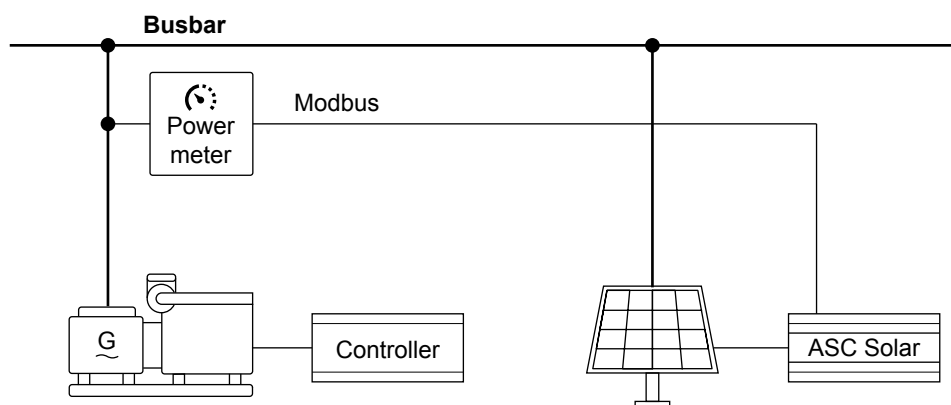 Busbar
Modbus
Power
meter
G
Controller
ASC Solar